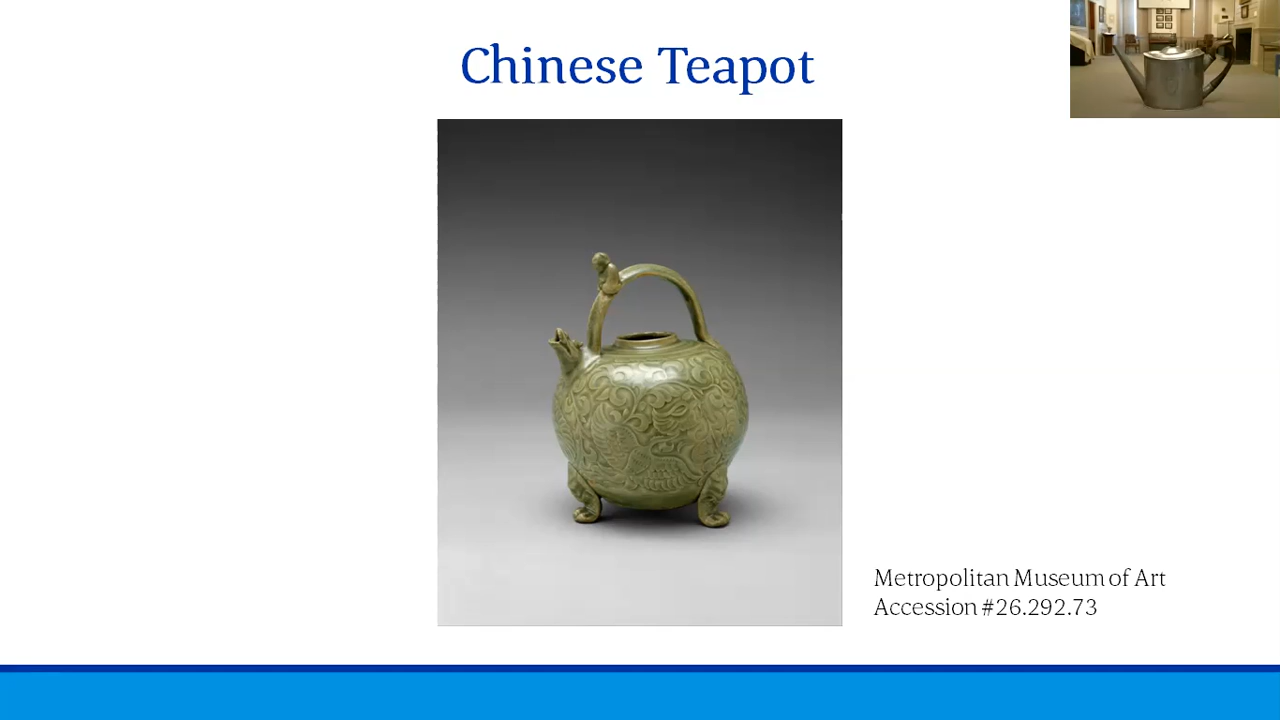 Chinese Teapot
Metropolitan Museum of Art
Accession #26.292.73